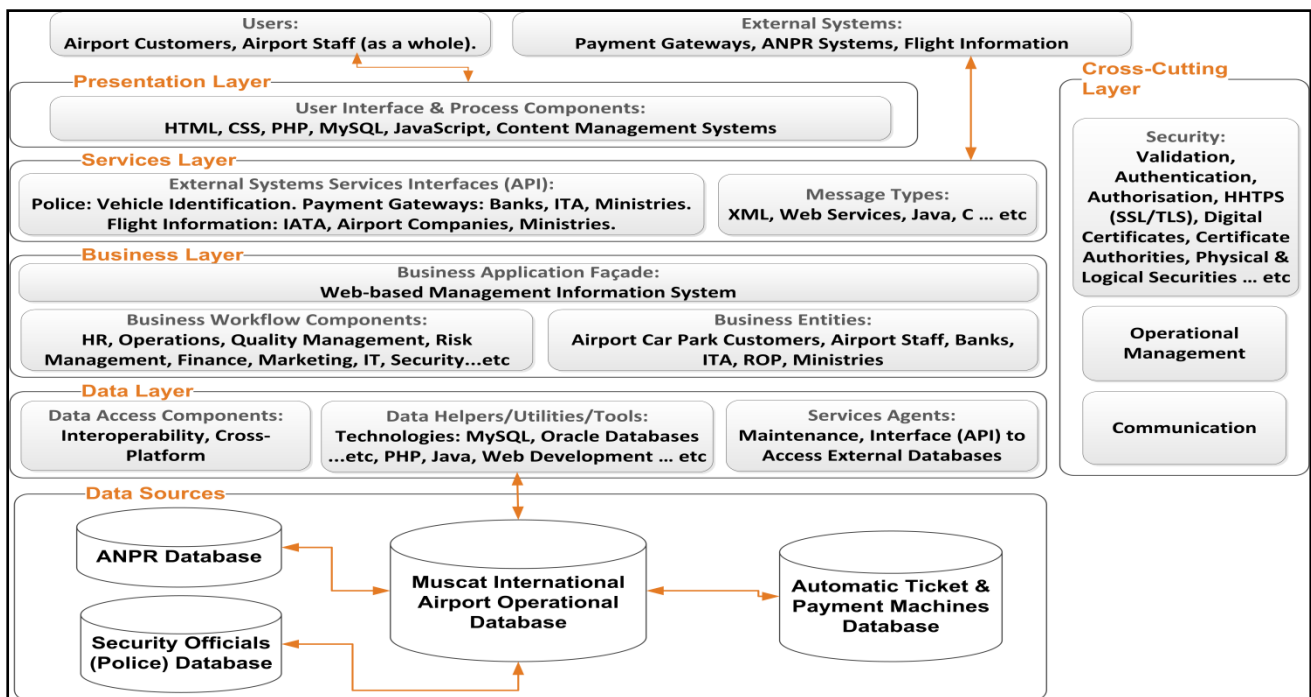 Users:
Airport Customers, Airport Staff (as a whole).
External Systems:
Payment Gateways, ANPR Systems, Flight Information
Presentation Layer
User Interface & Process Components:
HTML, CSS, PHP, MySQL, JavaScript, Content Management Systems
Services Layer
External Systems Services Interfaces (API):
Police: Vehicle Identification. Payment Gateways: Banks, ITA, Ministries.
Flight Information: IATA, Airport Companies, Ministries.
Message Types:
XML, Web Services, Java, C ... etc
Business Layer
Business Application Façade:
Web-based Management Information System
Business Workflow Components:
HR, Operations, Quality Management, Risk
Management, Finance, Marketing, IT, Security...etc
Business Entities:
Airport Car Park Customers, Airport Staff, Banks,
ITA, ROP, Ministries
Data Layer
Data Access Components:
Interoperability, Cross-
Platform
Data Helpers/Utilities/Tools:
Technologies: MySQL, Oracle Databases
...etc, PHP, Java, Web Development ... etc
Services Agents:
Maintenance, Interface (API) to
Access External Databases
Data Sources
ANPR Database
Security Officials
(Police) Database
Muscat International
Airport Operational
Database
Automatic Ticket &
Payment Machines
Database
Cross-Cutting
Layer
Security:
Validation,
Authentication,
Authorisation, HHTPS
(SSL/TLS), Digital
Certificates, Certificate
Authorities, Physical &
Logical Securities ... etc
Operational
Management
Communication